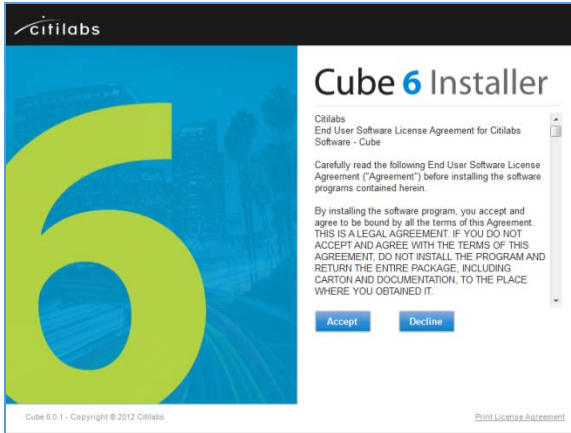 citilabs
6
Cube 6 Installer
Citilabs
End User Software License Agreement for Citilabs
Software - Cube
Carefully read the following End User Software License
Agreement ("Agreement") before installing the software
programs contained herein.
By installing the software program, you accept and
agree to be bound by all the terms of this Agreement.
THIS IS A LEGAL AGREEMENT. IF YOU DO NOT
ACCEPT AND AGREE WITH THE TERMS OF THIS
AGREEMENT, DO NOT INSTALL THE PROGRAM AND
RETURN THE ENTIRE PACKAGE, INCLUDING
CARTON AND DOCUMENTATION, TO THE PLACE
WHERE YOU OBTAINED IT.
Accept Decline
Cube 6.0.1 - Copyright © 2012 Citilabs Print License Agreement